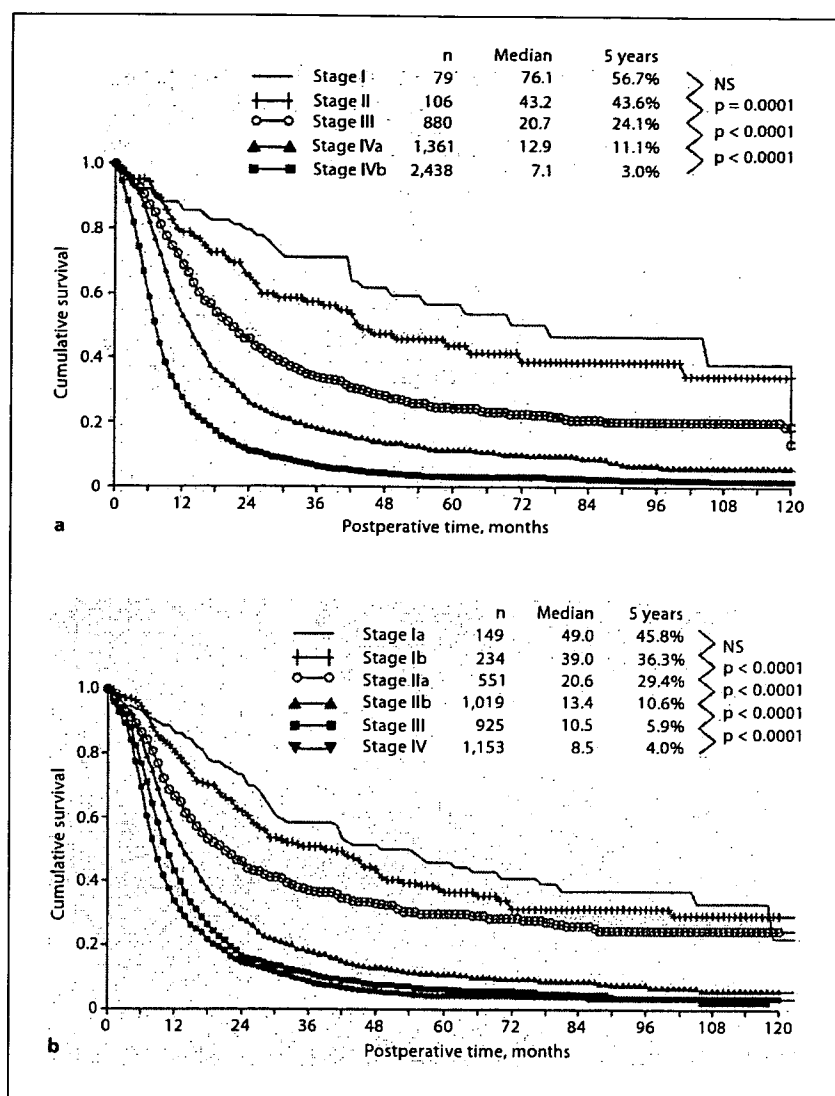 n Median 5 years
Stage I 79 76.1 56.7%
Stage II 106 43.2 43.6%
Stage III 880 20.7 24.1%
Stage IVa 1,361 12.9 11.1%
Stage IVb 2,438 7.1 3.0%
NS
p = 0.0001
p < 0.0001
p < 0.0001
1.0
0.8
0.6
0.4
0.2
0
Cumulative survival
0 12 24 36 48 60 72 84 96 108 120
Postperative time, months
a
n Median 5 years
Stage Ia 149 49.0 45.8%
Stage Ib 234 39.0 36.3%
Stage IIa 551 20.6 29.4%
Stage IIb 1,019 13.4 10.6%
Stage III 925 10.5 5.9%
Stage IV 1,153 8.5 4.0%
NS
p < 0.0001
p < 0.0001
p < 0.0001
p < 0.0001
1.0
0.8
0.6
0.4
0.2
0
Cumulative survival
0 12 24 36 48 60 72 84 96 108 120
Postperative time, months
b